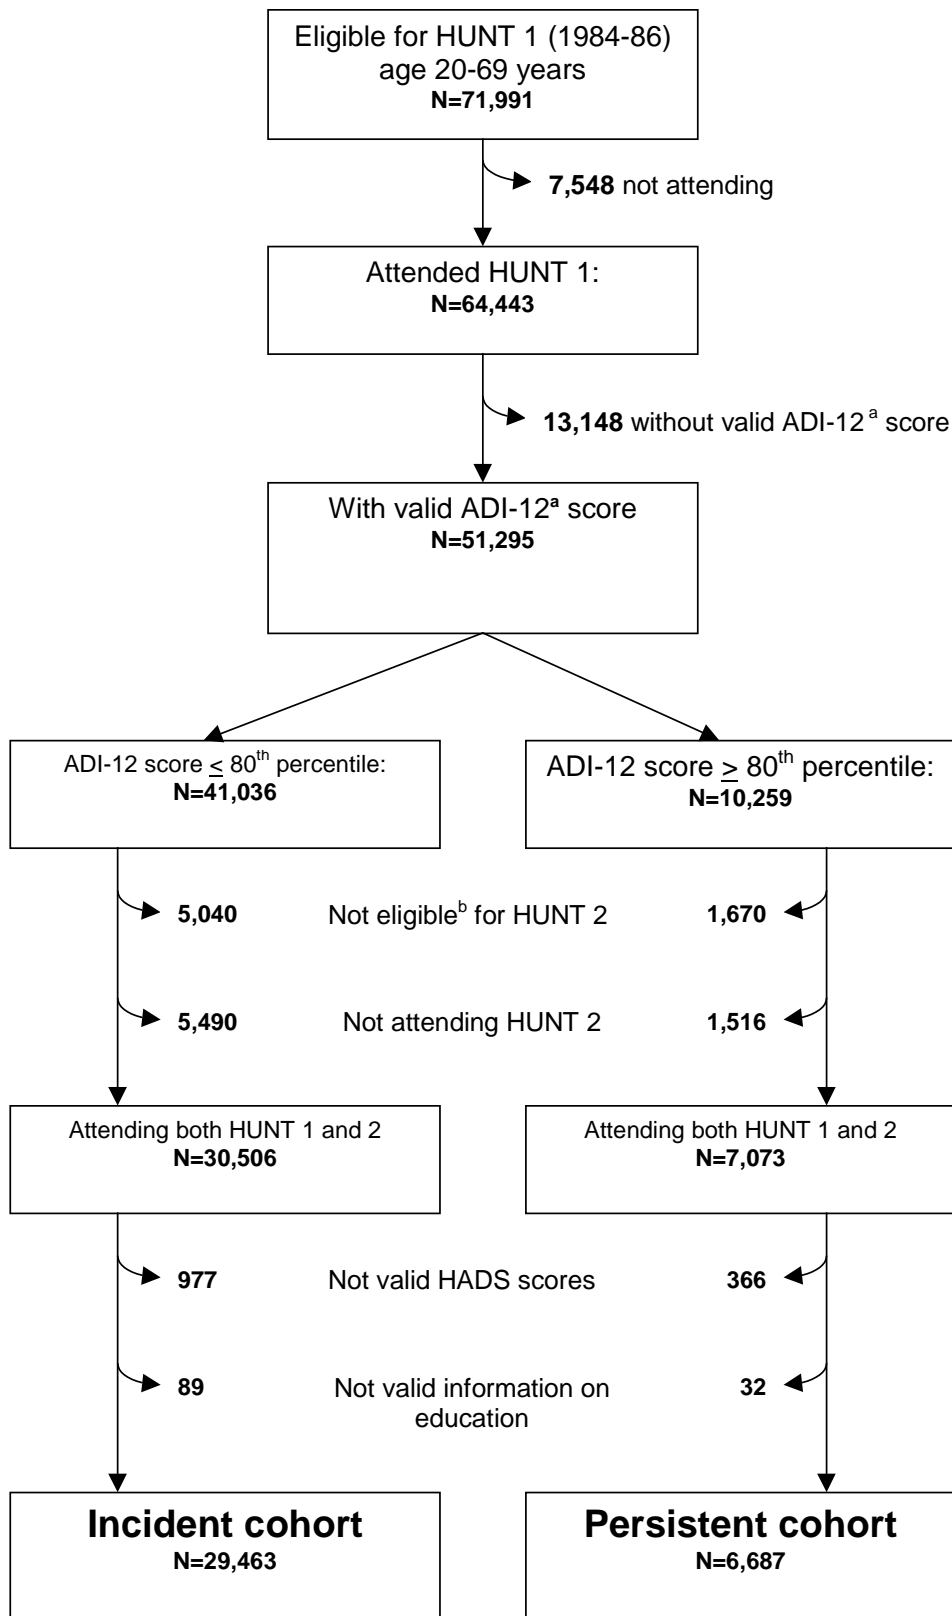 Eligible for HUNT 1 (1984-86)
age 20-69 years
N=71,991
7,548 not attending
Attended HUNT 1:
N=64,443
13,148 without valid ADI-12 a score
With valid ADI-12a score
N=51,295
ADI-12 score ≤ 80th percentile:
N=41,036
ADI-12 score ≥ 80th percentile:
N=10,259
5,040 Not eligibleb for HUNT 2 1,670
5,490 Not attending HUNT 2 1,516
Attending both HUNT 1 and 2
N=30,506
Attending both HUNT 1 and 2
N=7,073
977 Not valid HADS scores 366
89 Not valid information on 32
education
Incident cohort
N=29,463
Persistent cohort
N=6,687